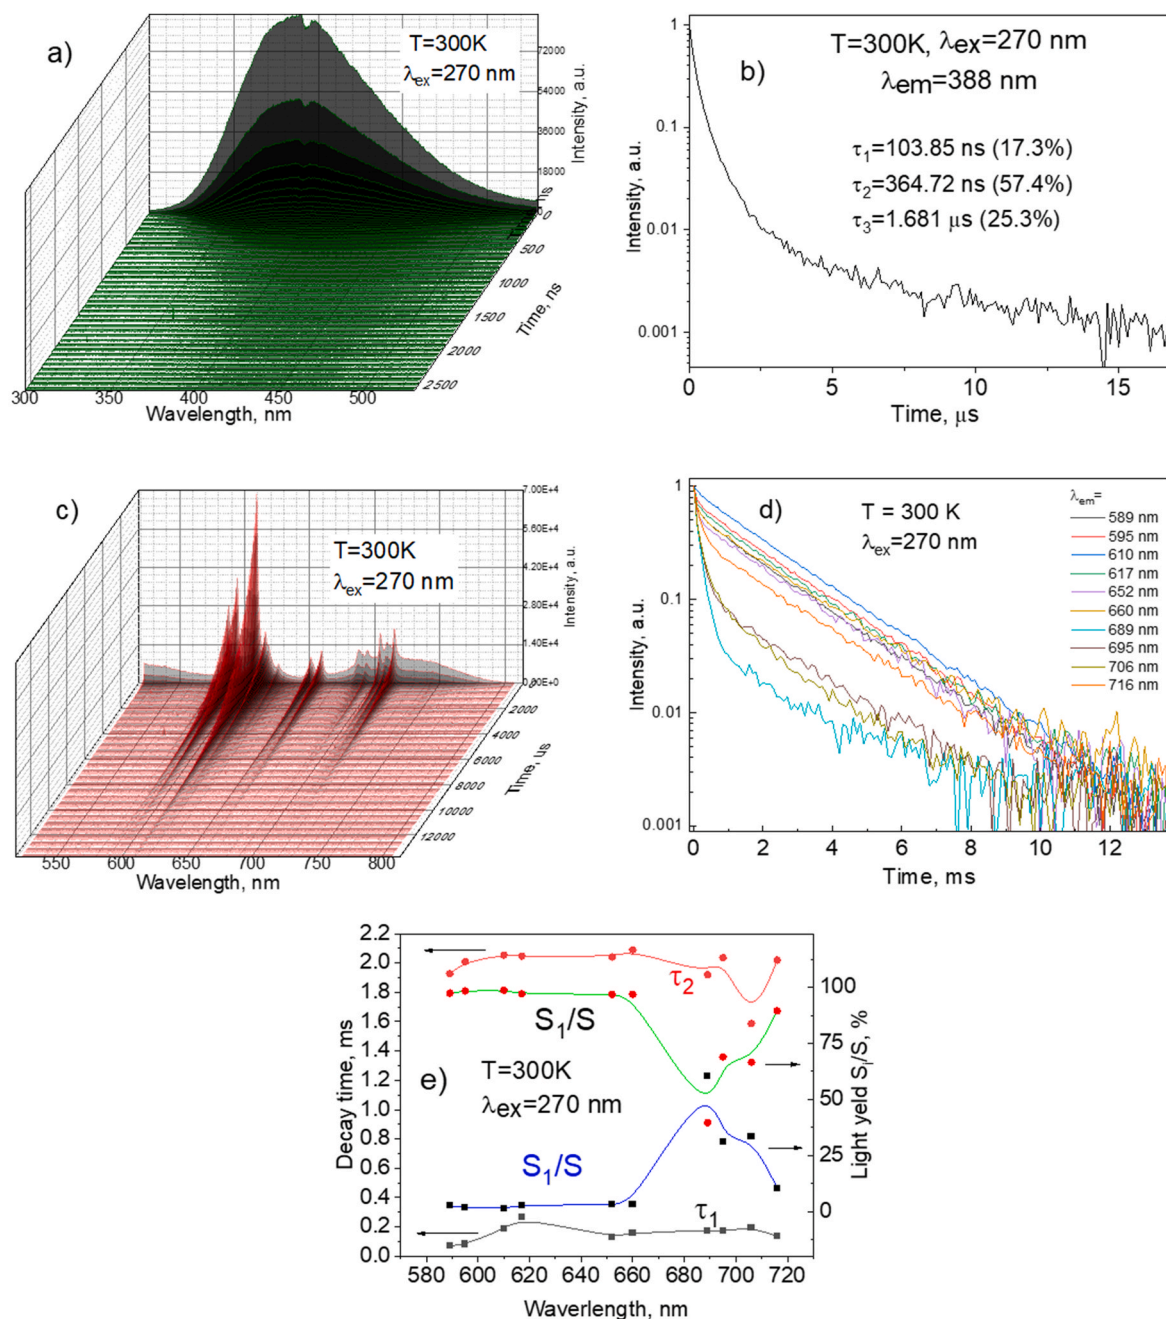 a)
T=300K
λex=270 nm
72000
54000
36000
18000
0
Intensity, a.u.
0
500
1000
1500
2000
2500
Time, ns
300 350 400 450 500
Wavelength, nm
b)
T=300K, λex=270 nm
λem=388 nm
τ1=103.85 ns (17.3%)
τ2=364.72 ns (57.4%)
τ3=1.681 μs (25.3%)
1
0.1
0.01
0.001
Intensity, a.u.
0 5 10 15
Time, μs
c)
T=300K
λex=270 nm
7.00E+4
5.60E+4
4.20E+4
2.80E+4
1.40E+4
0.00E+0
Intensity, a.u.
0
2000
4000
6000
8000
10000
12000
Time, us
550 600 650 700 750 800
Wavelength, nm
d)
T = 300 K
λex=270 nm
λem=
589 nm
595 nm
610 nm
617 nm
652 nm
660 nm
689 nm
695 nm
706 nm
716 nm
1
0.1
0.01
0.001
Intensity, a.u.
0 2 4 6 8 10 12
Time, ms
e)
T=300K
λex=270 nm
τ2
S1/S
S1/S
τ1
2.2
2.0
1.8
1.6
1.4
1.2
1.0
0.8
0.6
0.4
0.2
0.0
Decay time, ms
100
75
50
25
0
Light yeld Si/S, %
580 600 620 640 660 680 700 720
Waverlength, nm